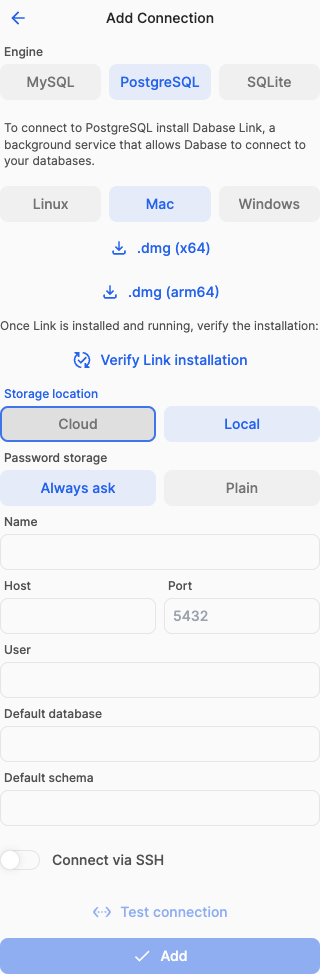 Add Connection
Engine
MySQL PostgreSQL SQLite
To connect to PostgreSQL install Dabase Link, a
background service that allows Dabase to connect to
your databases.
Linux Mac Windows
.dmg (x64)
.dmg (arm64)
Once Link is installed and running, verify the installation:
Verify Link installation
Storage location
Cloud Local
Password storage
Always ask Plain
Name
Host Port
5432
User
Default database
Default schema
Connect via SSH
Test connection
Add